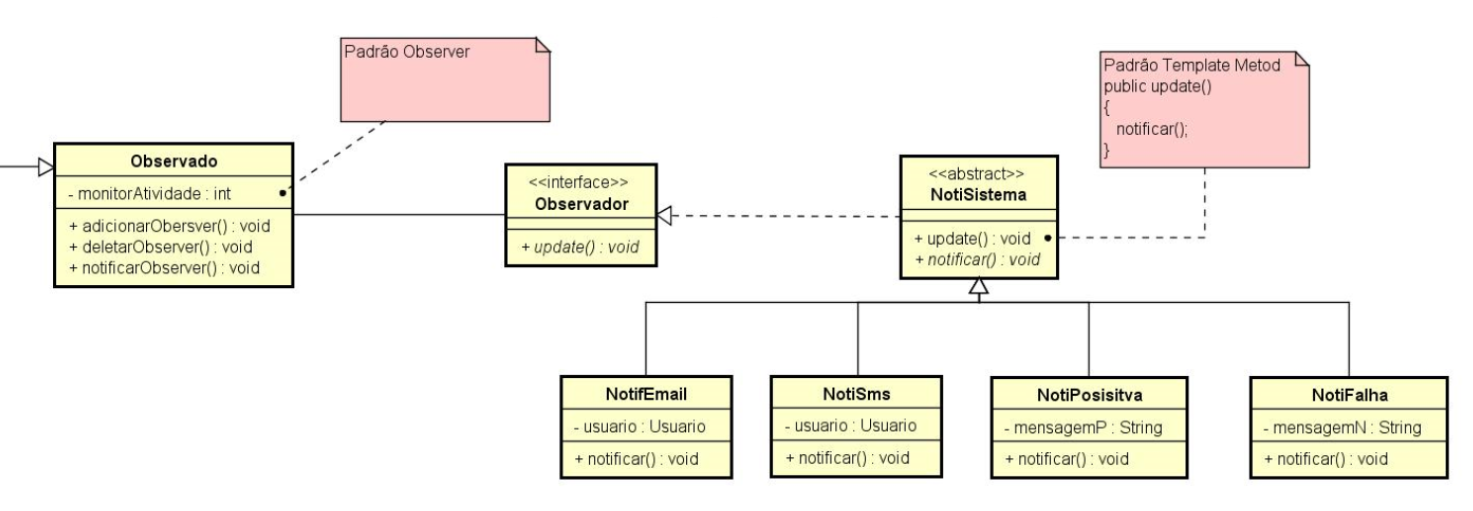 Padrão Observer
Padrão Template Metod
public update()
{
notificar();
}
Observado
- monitorAtividade : int
+ adicionarObersver() : void
+ deletarObserver() : void
+ notificarObserver() : void
<<interface>>
Observador
+ update() : void
<<abstract>>
NotiSistema
+ update() : void
+ notificar() : void
NotifEmail
- usuario : Usuario
+ notificar() : void
NotiSms
- usuario : Usuario
+ notificar() : void
NotiPosisitva
- mensagemP : String
+ notificar() : void
NotiFalha
- mensagemN : String
+ notificar() : void